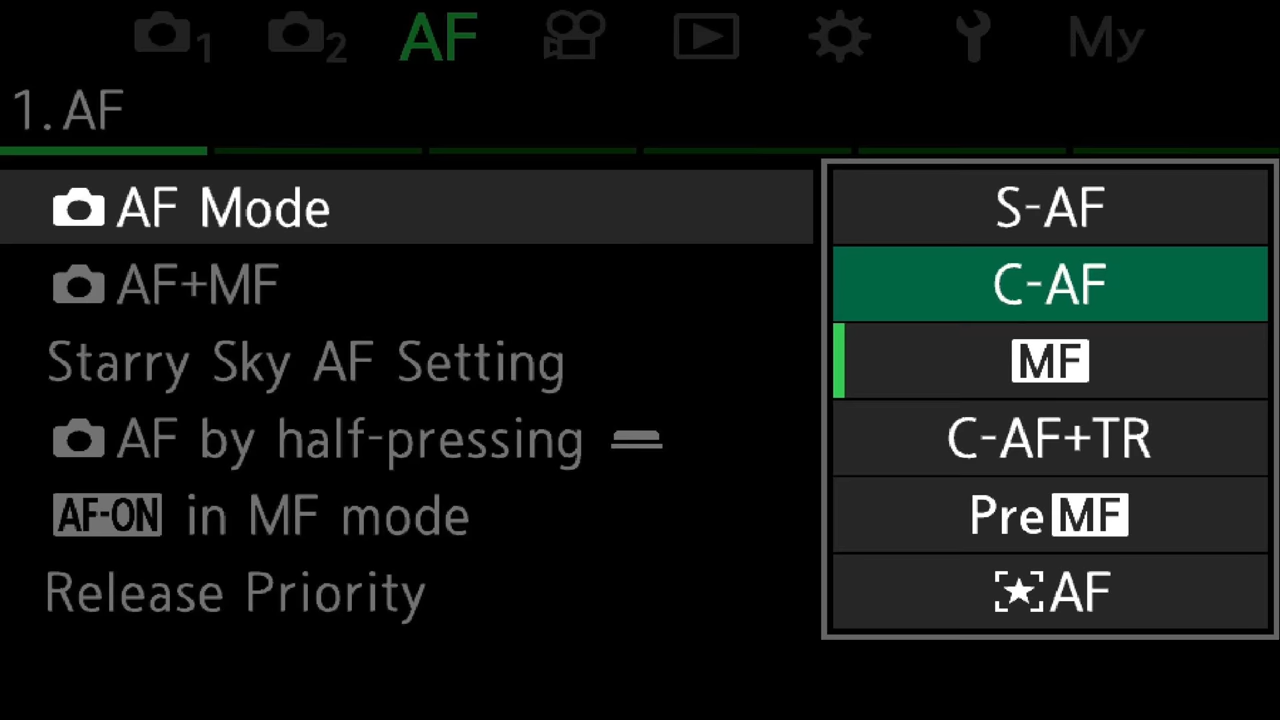 1 2 AF My
1. AF
AF Mode
AF+MF
Starry Sky AF Setting
AF by half-pressing
AF-ON in MF mode
Release Priority
S-AF
C-AF
MF
C-AF+TR
Pre MF
AF